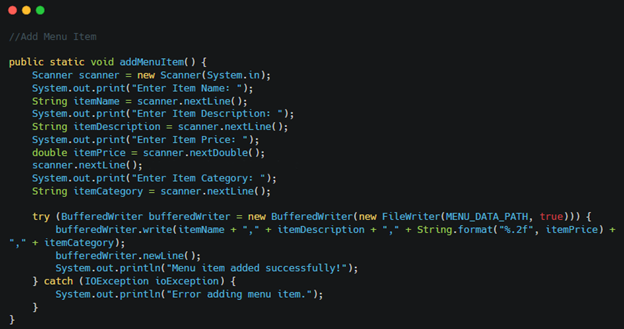 //Add Menu Item
public static void addMenuItem() {
    Scanner scanner = new Scanner(System.in);
    System.out.print("Enter Item Name: ");
    String itemName = scanner.nextLine();
    System.out.print("Enter Item Description: ");
    String itemDescription = scanner.nextLine();
    System.out.print("Enter Item Price: ");
    double itemPrice = scanner.nextDouble();
    scanner.nextLine();
    System.out.print("Enter Item Category: ");
    String itemCategory = scanner.nextLine();
    try (BufferedWriter bufferedWriter = new BufferedWriter(new FileWriter(MENU_DATA_PATH, true))) {
        bufferedWriter.write(itemName + "," + itemDescription + "," + String.format("%.2f", itemPrice) +
"," + itemCategory);
        bufferedWriter.newLine();
        System.out.println("Menu item added successfully!");
    } catch (IOException ioException) {
        System.out.println("Error adding menu item.");
    }
}